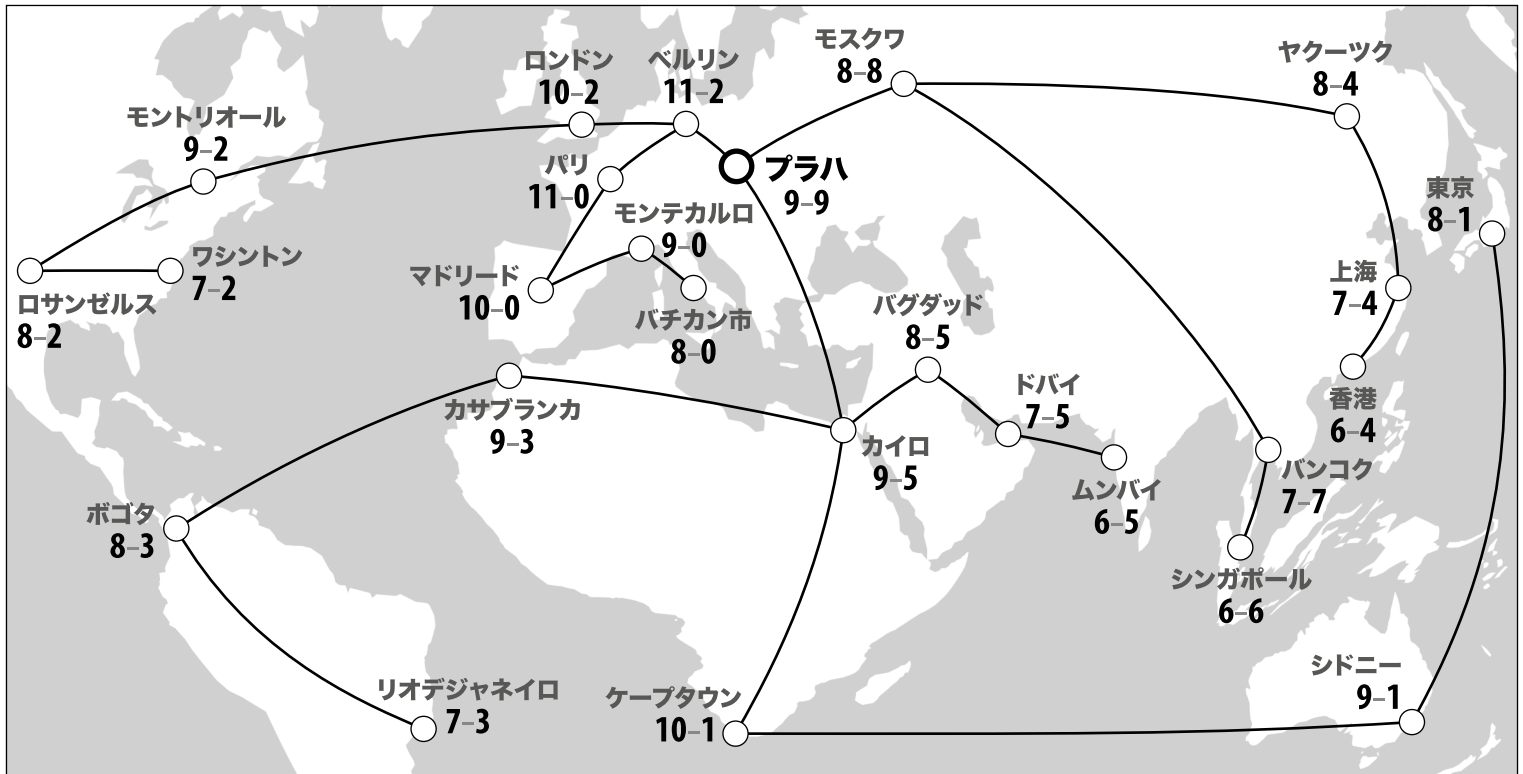 モスクワ
8–8
ヤクーツク
8–4
ロンドン
10–2
ベルリン
11–2
モントリオール
9–2
パリ
11–0
プラハ
9–9
東京
8–1
モンテカルロ
9–0
ワシントン
7–2
マドリード
10–0
上海
7–4
ロサンゼルス
8–2
バチカン市
8–0
バグダッド
8–5
ドバイ
7–5
香港
6–4
カサブランカ
9–3
カイロ
9–5
バンコク
7–7
ムンバイ
6–5
ボゴタ
8–3
シンガポール
6–6
シドニー
9–1
リオデジャネイロ
7–3
ケープタウン
10–1